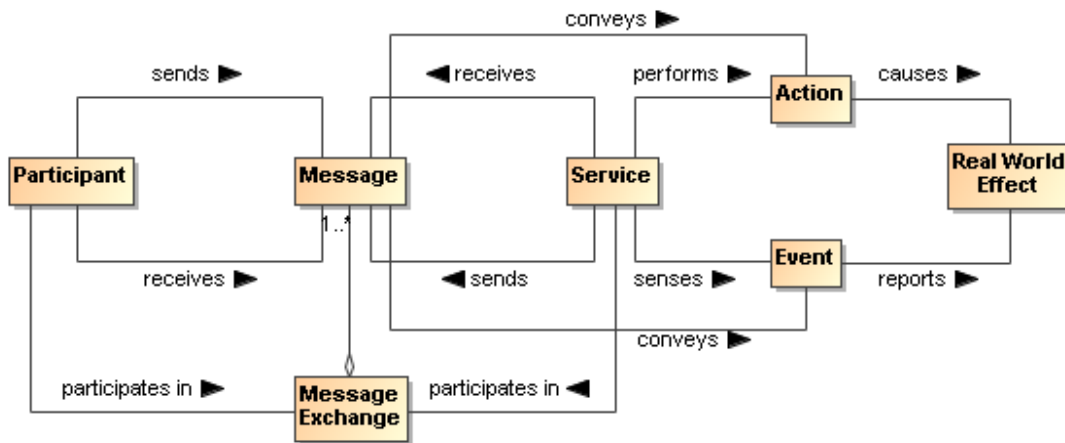 conveys
sends
receives
performs
causes
Action
Participant
Message
Service
Real World
Effect
1..*
receives
sends
senses
Event
reports
conveys
participates in
Message
Exchange
participates in